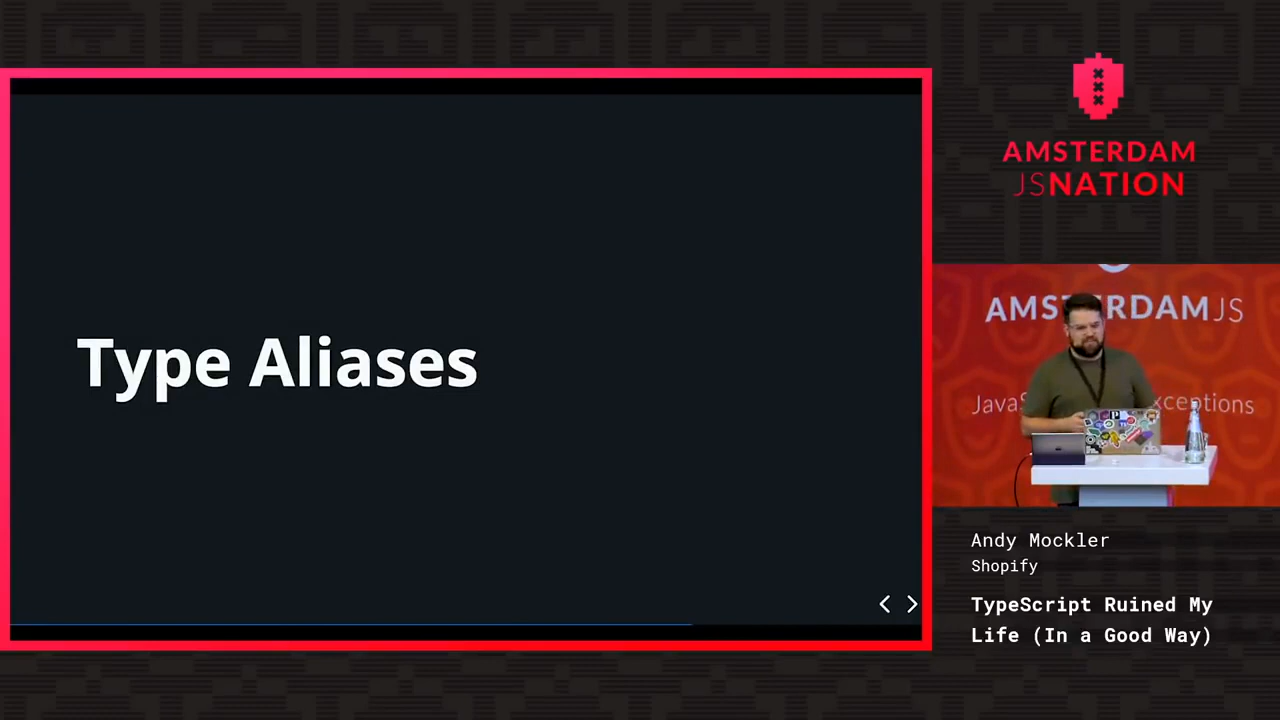 Type Aliases
AMSTERDAM
JSNATION
AMSTERDAMJS
Andy Mockler
Shopify
TypeScript Ruined My
Life (In a Good Way)